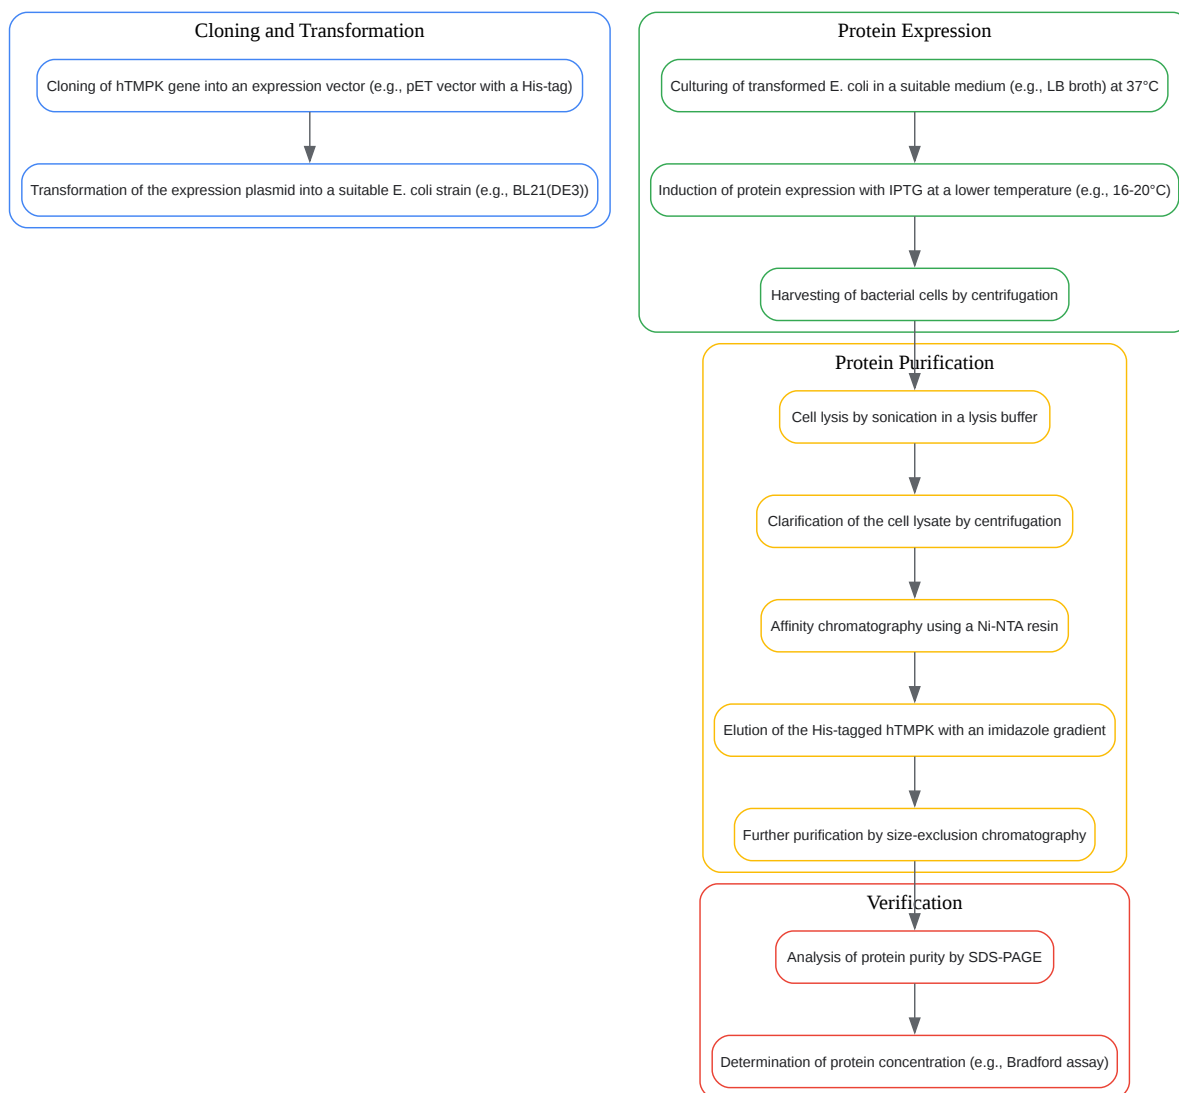 Cloning and Transformation
Cloning of hTMPK gene into an expression vector (e.g., pET vector with a His-tag)
Transformation of the expression plasmid into a suitable E. coli strain (e.g., BL21(DE3))
Protein Expression
Culturing of transformed E. coli in a suitable medium (e.g., LB broth) at 37°C
Induction of protein expression with IPTG at a lower temperature (e.g., 16-20°C)
Harvesting of bacterial cells by centrifugation
Protein Purification
Cell lysis by sonication in a lysis buffer
Clarification of the cell lysate by centrifugation
Affinity chromatography using a Ni-NTA resin
Elution of the His-tagged hTMPK with an imidazole gradient
Further purification by size-exclusion chromatography
Verification
Analysis of protein purity by SDS-PAGE
Determination of protein concentration (e.g., Bradford assay)